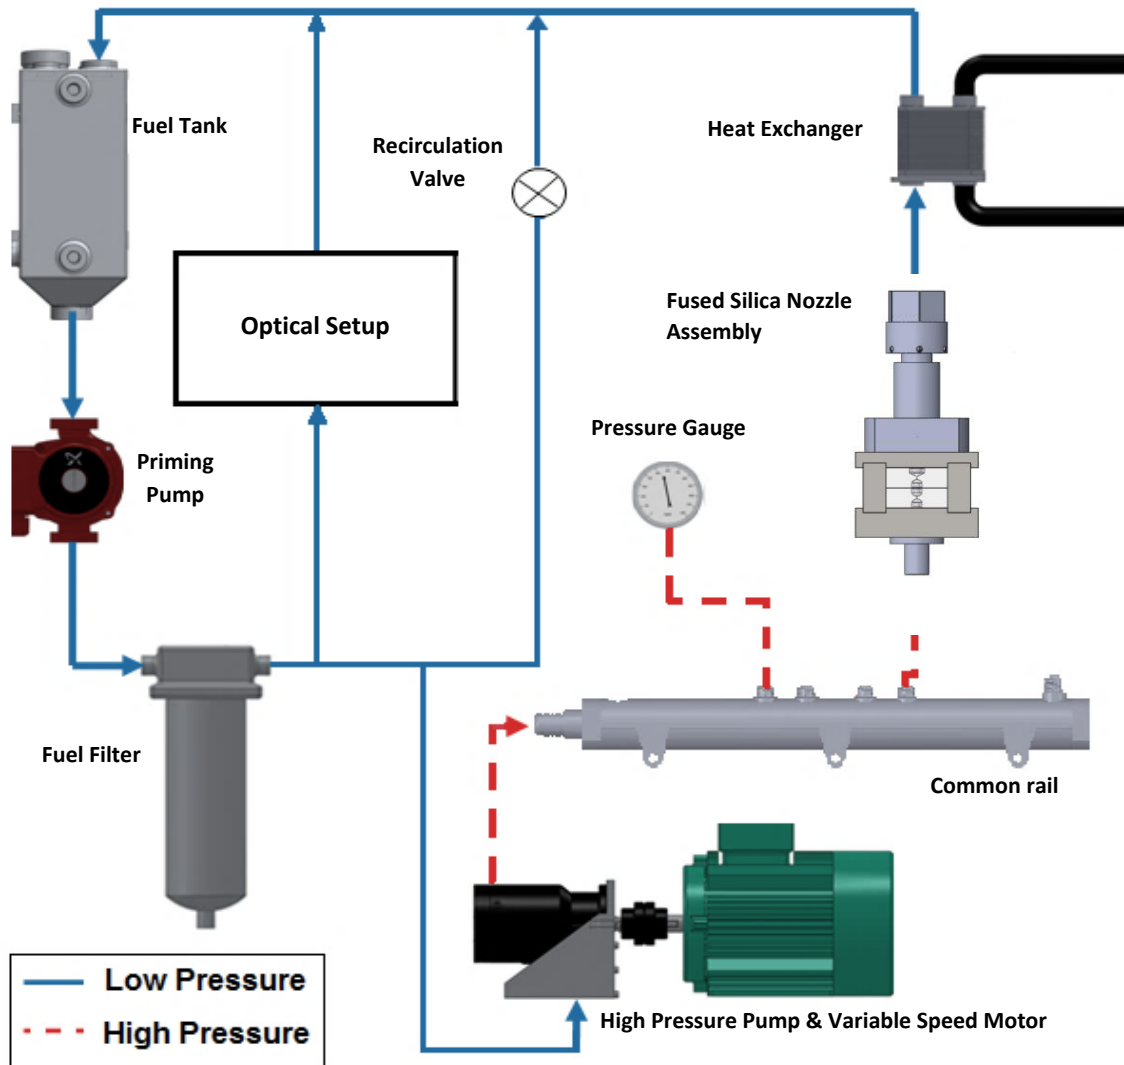 Fuel Tank
Recirculation
Valve
Heat Exchanger
Optical Setup
Fused Silica Nozzle
Assembly
Pressure Gauge
Priming
Pump
Fuel Filter
Common rail
Low Pressure
High Pressure
High Pressure Pump & Variable Speed Motor